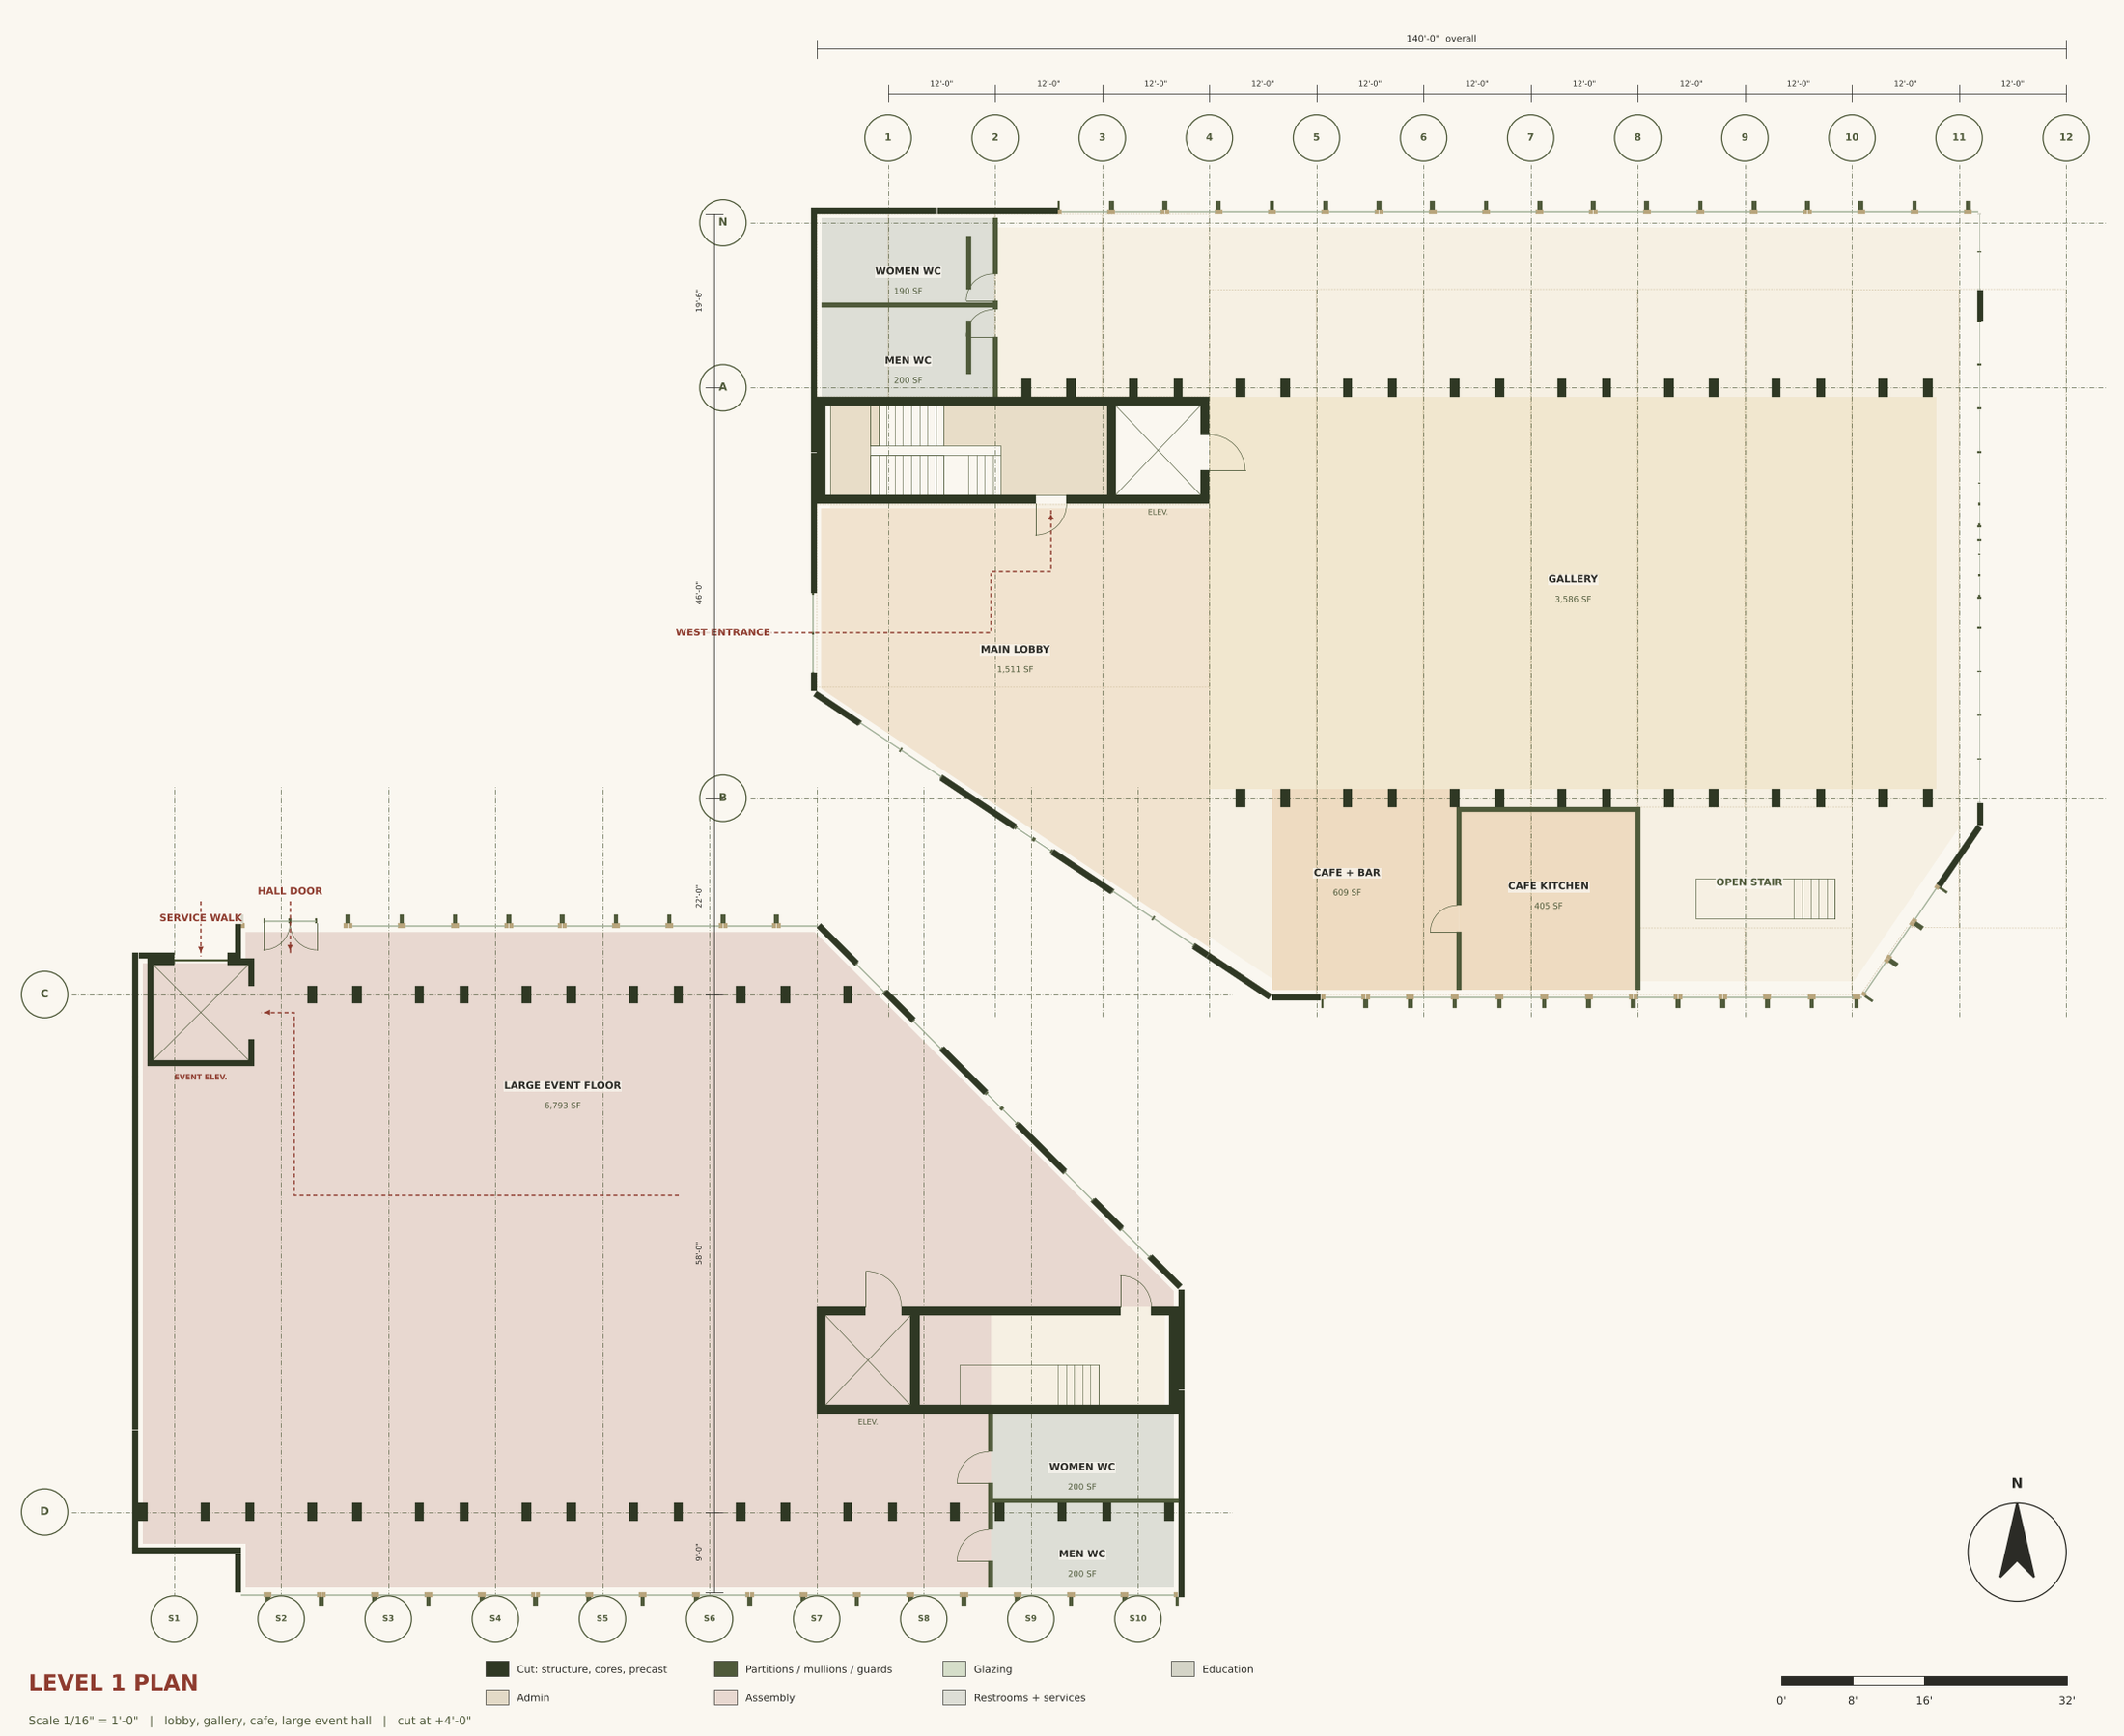 140'-0" overall
12'-0" 12'-0" 12'-0" 12'-0" 12'-0" 12'-0" 12'-0" 12'-0" 12'-0" 12'-0" 12'-0"
1 2 3 4 5 6 7 8 9 10 11 12
N
WOMEN WC
190 SF
19'-6"
MEN WC
200 SF
A
ELEV.
GALLERY
3,586 SF
46'-0"
WEST ENTRANCE
MAIN LOBBY
1,511 SF
B
CAFE + BAR
609 SF
CAFE KITCHEN
405 SF
OPEN STAIR
22'-0"
HALL DOOR
SERVICE WALK
C
EVENT ELEV.
LARGE EVENT FLOOR
6,793 SF
58'-0"
ELEV.
WOMEN WC
200 SF
D
MEN WC
200 SF
9'-0"
N
S1 S2 S3 S4 S5 S6 S7 S8 S9 S10
LEVEL 1 PLAN
Scale 1/16" = 1'-0" | lobby, gallery, cafe, large event hall | cut at +4'-0"
Cut: structure, cores, precast
Partitions / mullions / guards
Glazing
Education
Admin
Assembly
Restrooms + services
0' 8' 16' 32'